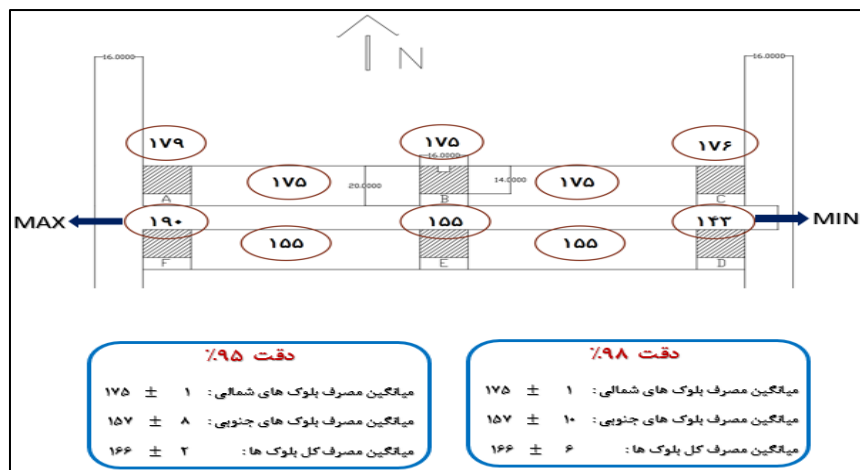 N
16.0000 16.0000
۱۷۹ ۱۷۵ ۱۷۶
16.0000
۱۷۵ ۱۷۵
20.0000 14.0000
A B C
MAX ۱۹۰ ۱۵۵ ۱۴۳ MIN
۱۵۵ ۱۵۵
F E D
دقت ۹۵%
میانگین مصرف بلوک های شمالی : ۱ ± ۱۷۵
میانگین مصرف بلوک های جنوبی : ۸ ± ۱۵۷
میانگین مصرف کل بلوک ها : ۲ ± ۱۶۶
دقت ۹۸%
میانگین مصرف بلوک های شمالی : ۱ ± ۱۷۵
میانگین مصرف بلوک های جنوبی : ۱۰ ± ۱۵۷
میانگین مصرف کل بلوک ها : ۶ ± ۱۶۶